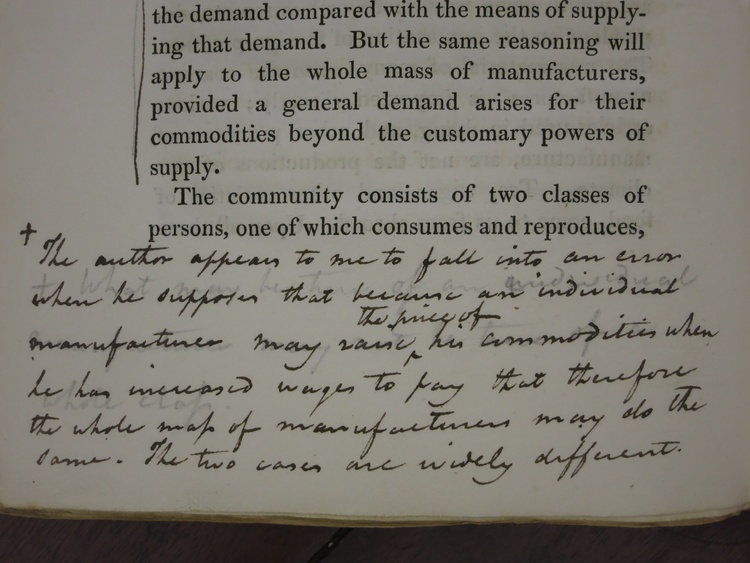 the demand compared with the means of supply-
ing that demand. But the same reasoning will
apply to the whole mass of manufacturers,
provided a general demand arises for their
commodities beyond the customary powers of
supply.
The community consists of two classes of
persons, one of which consumes and reproduces,
+ The author appears to me to fall into an error
when he supposes that because an individual
the price of
manufacturer may raise ‸ his commodities when
he has increased wages to pay that therefore
the whole maſs of manufacturers may do the
same. The two cases are widely different.